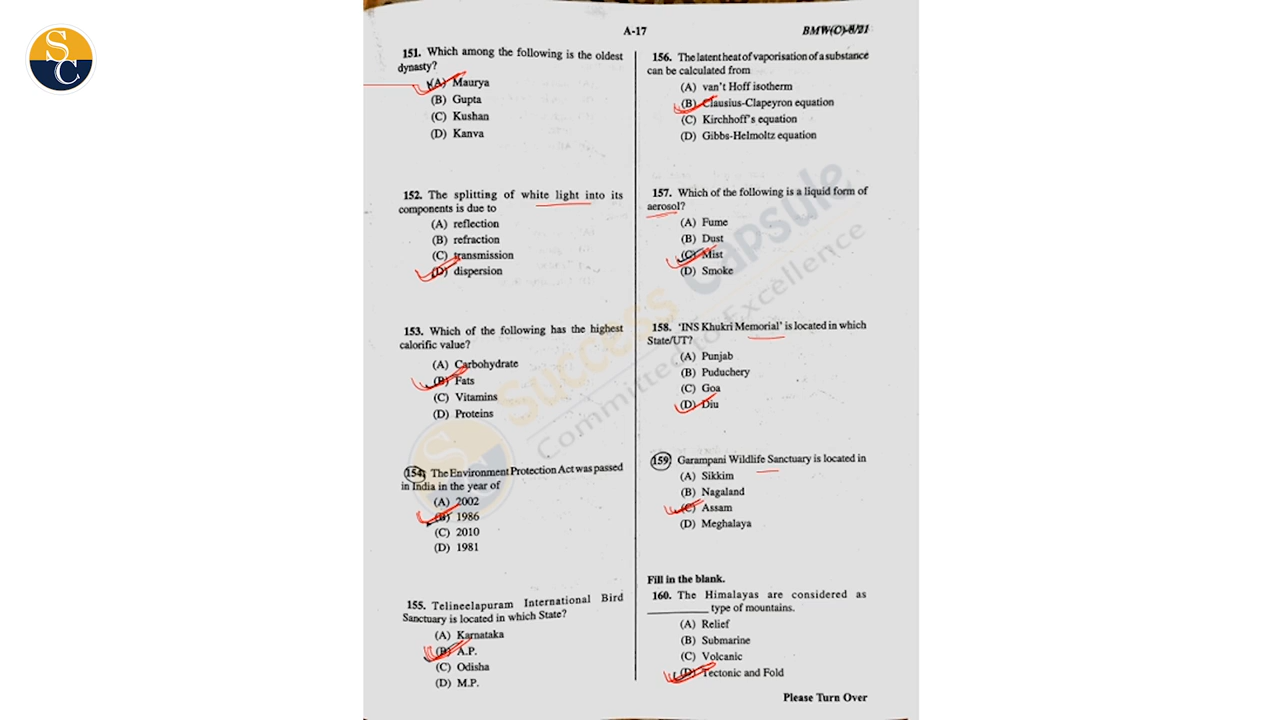 SC
A-17
BMW(O)-8/21
151. Which among the following is the oldest
dynasty?
(A) Maurya
(B) Gupta
(C) Kushan
(D) Kanva
152. The splitting of white light into its
components is due to
(A) reflection
(B) refraction
(C) transmission
(D) dispersion
153. Which of the following has the highest
calorific value?
(A) Carbohydrate
(B) Fats
(C) Vitamins
(D) Proteins
154. The Environment Protection Act was passed
in India in the year of
(A) 2002
(B) 1986
(C) 2010
(D) 1981
155. Telineelapuram International Bird
Sanctuary is located in which State?
(A) Karnataka
(B) A.P.
(C) Odisha
(D) M.P.
156. The latent heat of vaporisation of a substance
can be calculated from
(A) van't Hoff isotherm
(B) Clausius-Clapeyron equation
(C) Kirchhoff's equation
(D) Gibbs-Helmoltz equation
157. Which of the following is a liquid form of
aerosol?
(A) Fume
(B) Dust
(C) Mist
(D) Smoke
158. 'INS Khukri Memorial' is located in which
State/UT?
(A) Punjab
(B) Puduchery
(C) Goa
(D) Diu
159. Garampani Wildlife Sanctuary is located in
(A) Sikkim
(B) Nagaland
(C) Assam
(D) Meghalaya
Fill in the blank.
160. The Himalayas are considered as
________ type of mountains.
(A) Relief
(B) Submarine
(C) Volcanic
(D) Tectonic and Fold
Please Turn Over
Success Capsule
Committed to Excellence